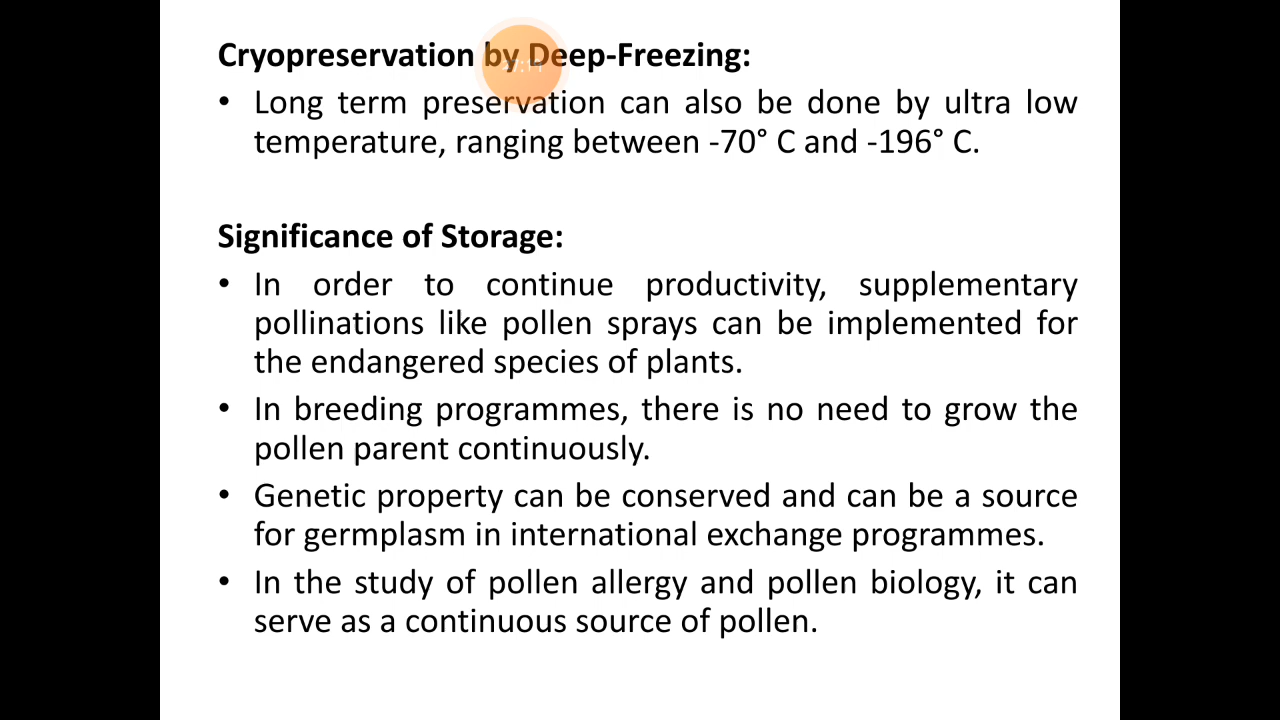 Cryopreservation by Deep-Freezing:
• Long term preservation can also be done by ultra low
temperature, ranging between -70° C and -196° C.
Significance of Storage:
• In order to continue productivity, supplementary
pollinations like pollen sprays can be implemented for
the endangered species of plants.
• In breeding programmes, there is no need to grow the
pollen parent continuously.
• Genetic property can be conserved and can be a source
for germplasm in international exchange programmes.
• In the study of pollen allergy and pollen biology, it can
serve as a continuous source of pollen.